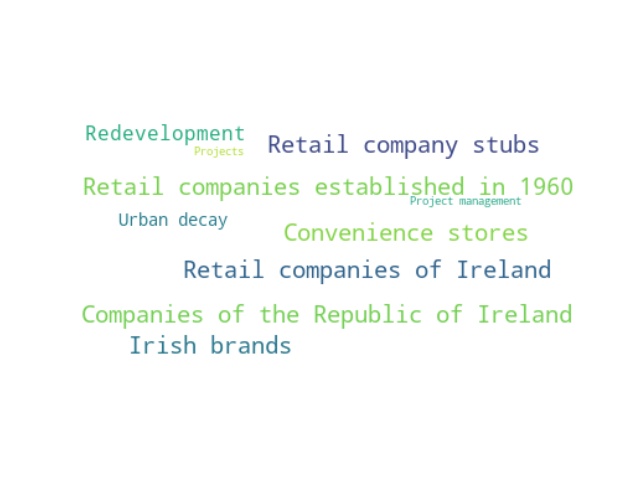 Redevelopment
Projects
Retail company stubs
Retail companies established in 1960
Project management
Urban decay
Convenience stores
Retail companies of Ireland
Companies of the Republic of Ireland
Irish brands